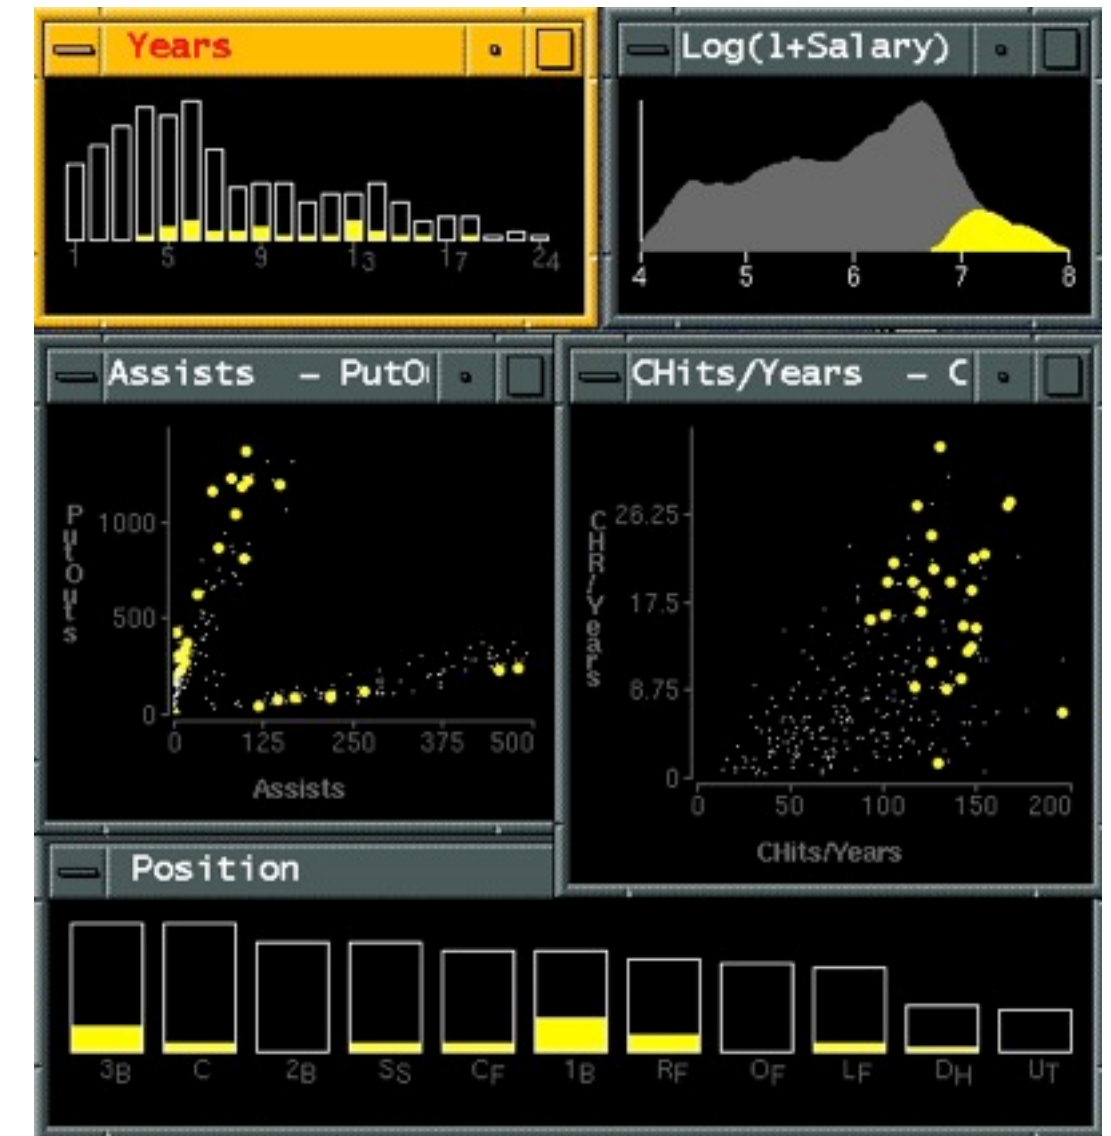 Years
1 5 9 13 17 24
Log(1+Salary)
4 5 6 7 8
Assists - PutO
PutOuts
1000
500
0
0 125 250 375 500
Assists
CHits/Years - C
CHR/Years
26.25
17.5
8.75
0
0 50 100 150 200
CHits/Years
Position
3B C 2B SS CF 1B RF OF LF DH UT